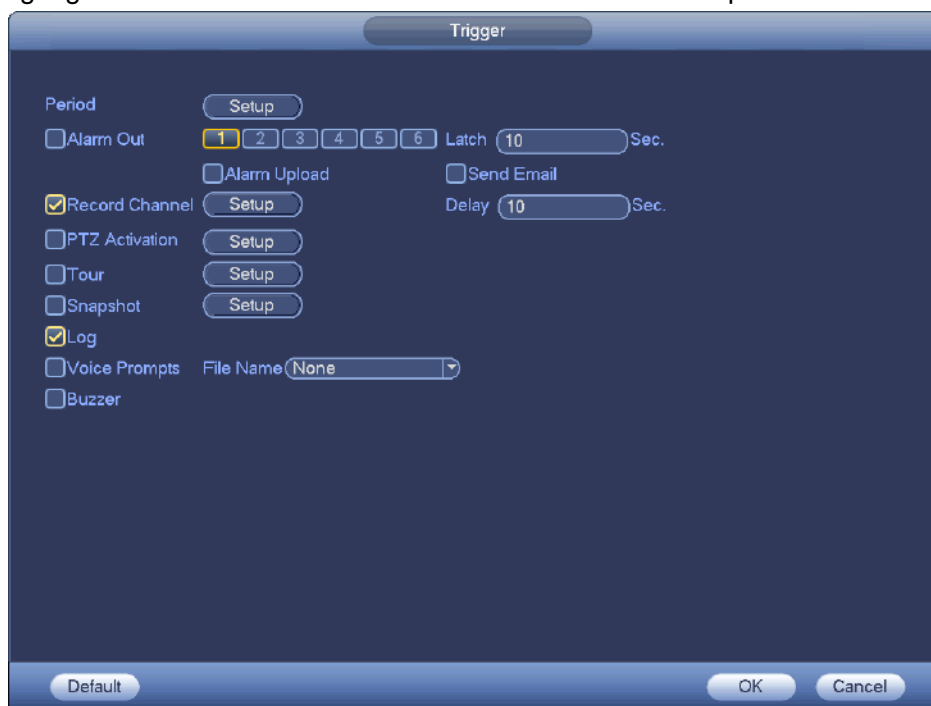 Trigger
Period Setup
Alarm Out 1 2 3 4 5 6 Latch 10 Sec.
Alarm Upload Send Email
Record Channel Setup Delay 10 Sec.
PTZ Activation Setup
Tour Setup
Snapshot Setup
Log
Voice Prompts File Name None
Buzzer
Default OK Cancel